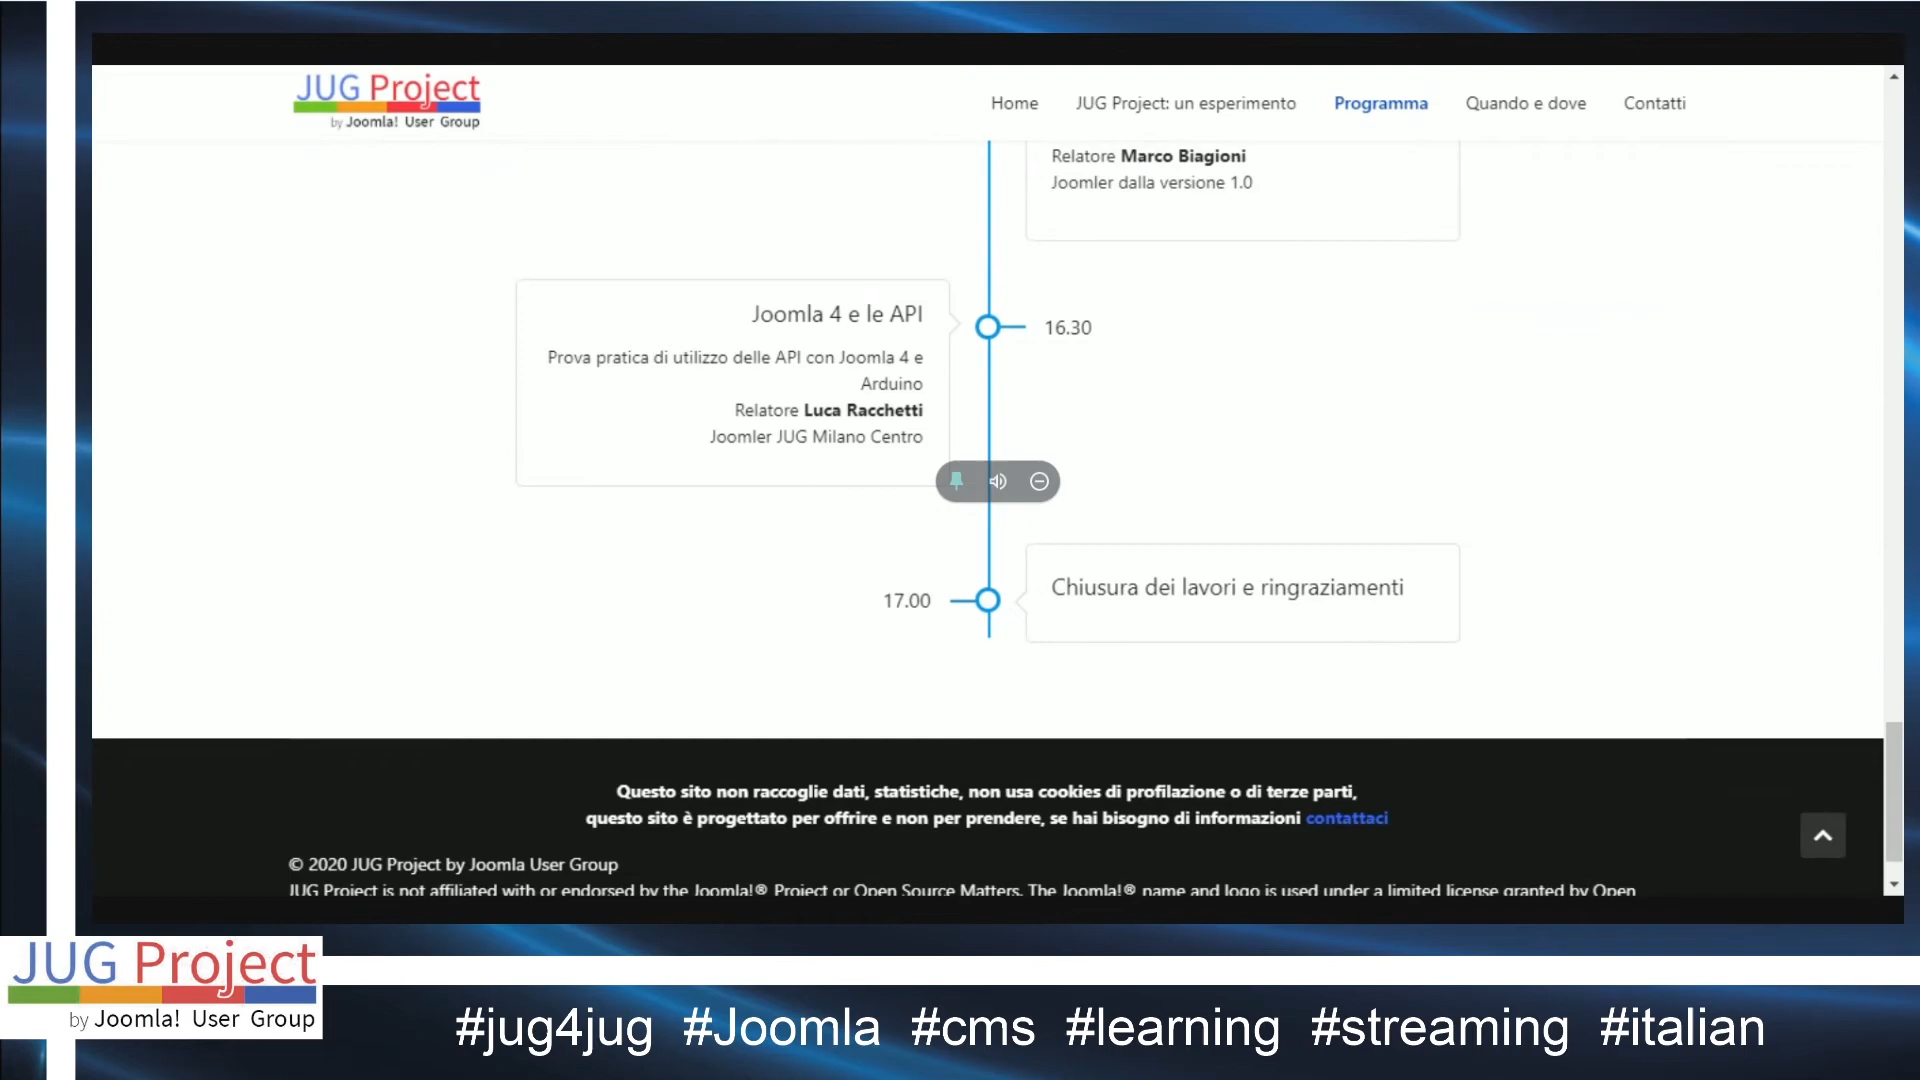 JUG Project
by Joomla! User Group
Home JUG Project: un esperimento Programma Quando e dove Contatti
Relatore Marco Biagioni
Joomler dalla versione 1.0
Joomla 4 e le API
16.30
Prova pratica di utilizzo delle API con Joomla 4 e
Arduino
Relatore Luca Racchetti
Joomler JUG Milano Centro
17.00
Chiusura dei lavori e ringraziamenti
Questo sito non raccoglie dati, statistiche, non usa cookies di profilazione o di terze parti,
questo sito è progettato per offrire e non per prendere, se hai bisogno di informazioni contattaci
© 2020 JUG Project by Joomla User Group
JUG Project is not affiliated with or endorsed by the Joomla!® Project or Open Source Matters. The Joomla!® name and logo is used under a limited license granted by Open
JUG Project
by Joomla! User Group
#jug4jug #Joomla #cms #learning #streaming #italian